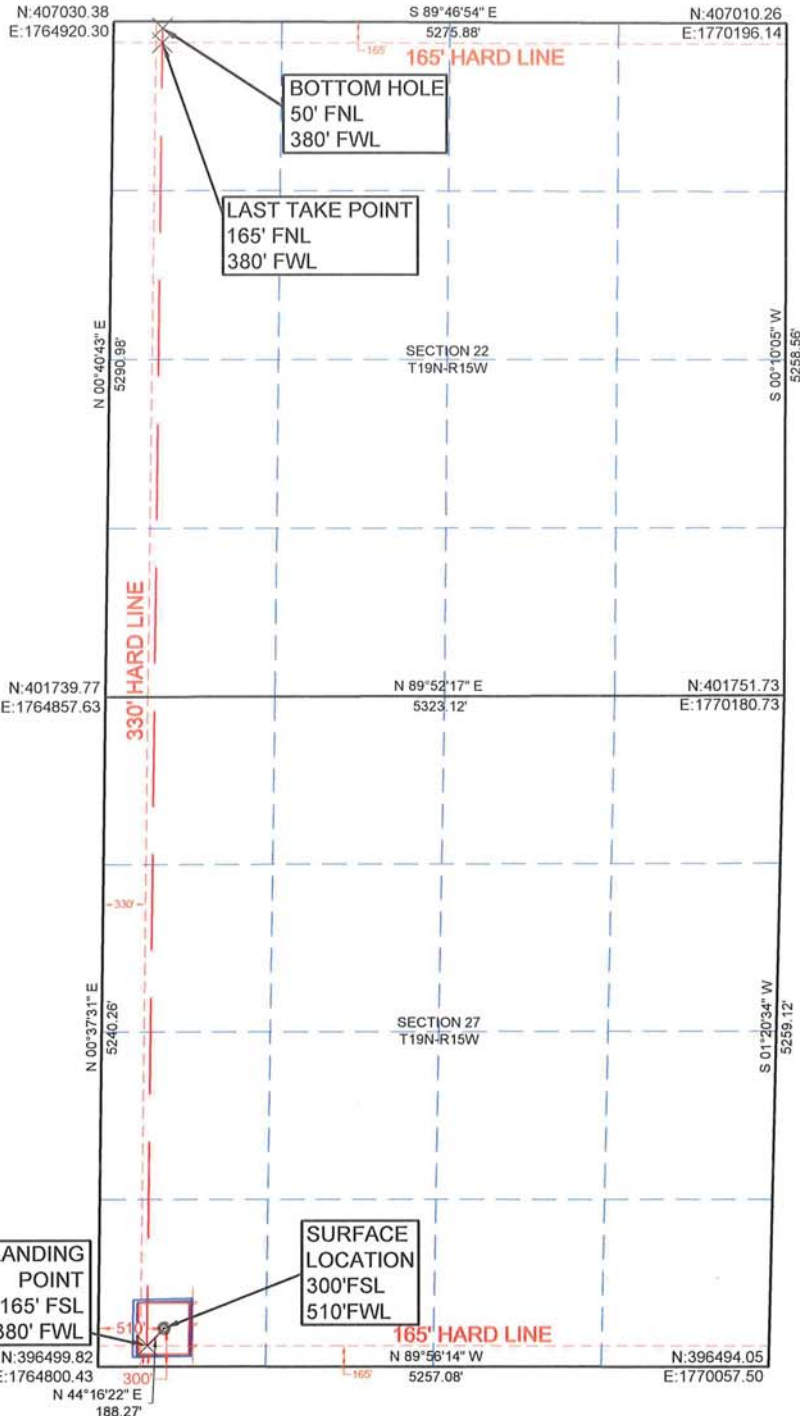 N:407030.38
E:1764920.30
S 89°46'54" E
5275.88'
N:407010.26
E:1770196.14
165'
165' HARD LINE
BOTTOM HOLE
50' FNL
380' FWL
LAST TAKE POINT
165' FNL
380' FWL
N 00°40'43" E
5290.98'
SECTION 22
T19N-R15W
S 00°10'05" W
5258.56'
330' HARD LINE
N:401739.77
E:1764857.63
N 89°52'17" E
5323.12'
N:401751.73
E:1770180.73
330'
N 00°37'31" E
5240.26'
SECTION 27
T19N-R15W
S 01°20'34" W
5259.12'
LANDING
POINT
165' FSL
380' FWL
SURFACE
LOCATION
300'FSL
510'FWL
510'
165' HARD LINE
N:396499.82
E:1764800.43
300'
N 44°16'22" E
188.27'
165'
N 89°56'14" W
5257.08'
N:396494.05
E:1770057.50